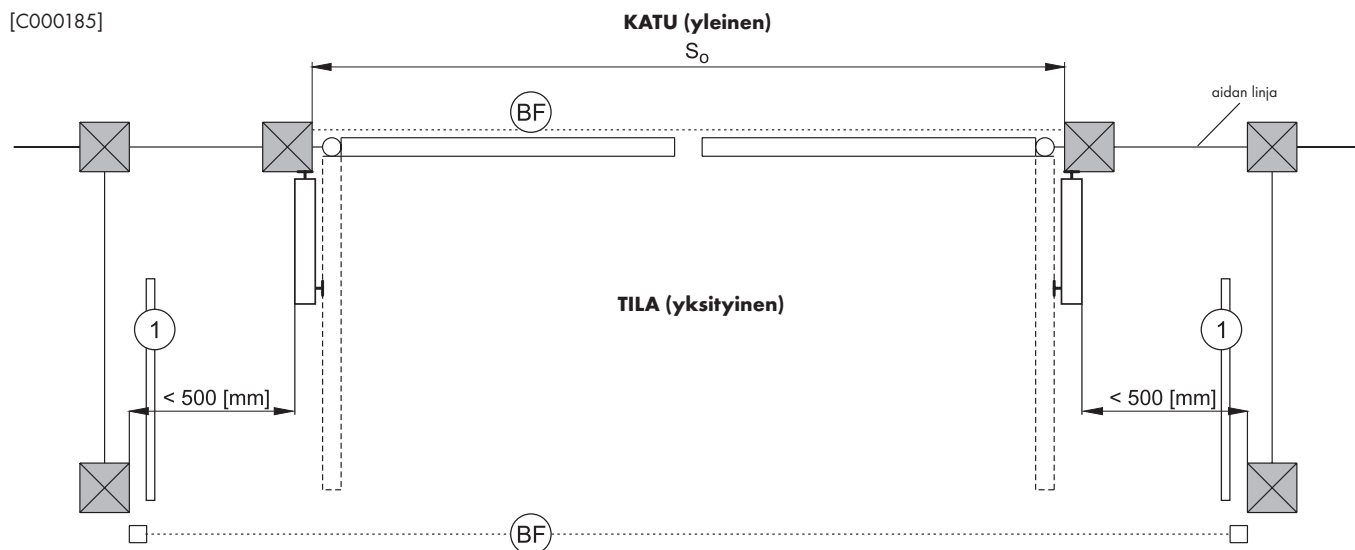 [C000185]
KATU (yleinen)
So
BF
aidan linja
TILA (yksityinen)
1
1
< 500 [mm]
< 500 [mm]
BF